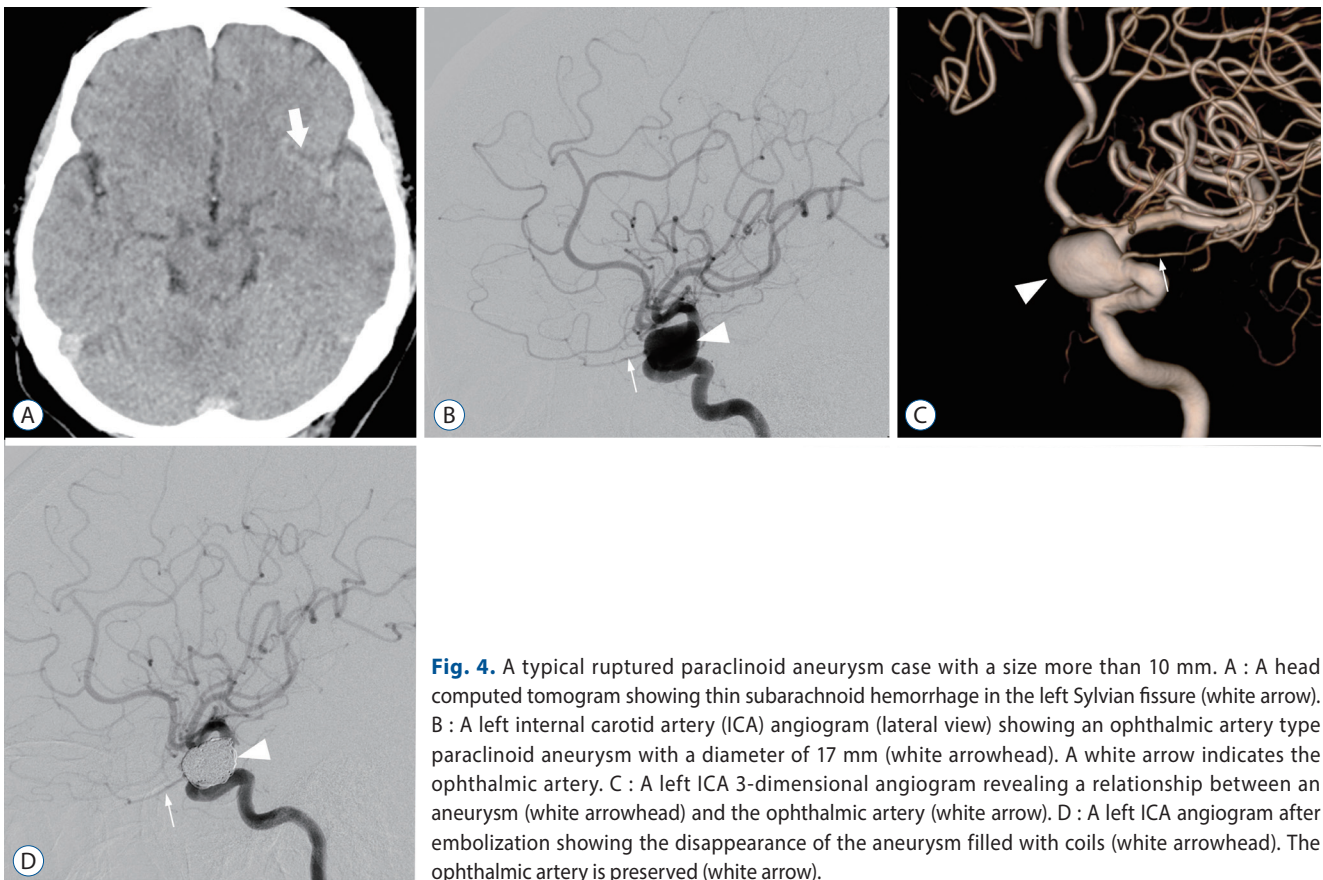 A
B
C
D
Fig. 4. A typical ruptured paraclinoid aneurysm case with a size more than 10 mm. A : A head
computed tomogram showing thin subarachnoid hemorrhage in the left Sylvian fissure (white arrow).
B : A left internal carotid artery (ICA) angiogram (lateral view) showing an ophthalmic artery type
paraclinoid aneurysm with a diameter of 17 mm (white arrowhead). A white arrow indicates the
ophthalmic artery. C : A left ICA 3-dimensional angiogram revealing a relationship between an
aneurysm (white arrowhead) and the ophthalmic artery (white arrow). D : A left ICA angiogram after
embolization showing the disappearance of the aneurysm filled with coils (white arrowhead). The
ophthalmic artery is preserved (white arrow).